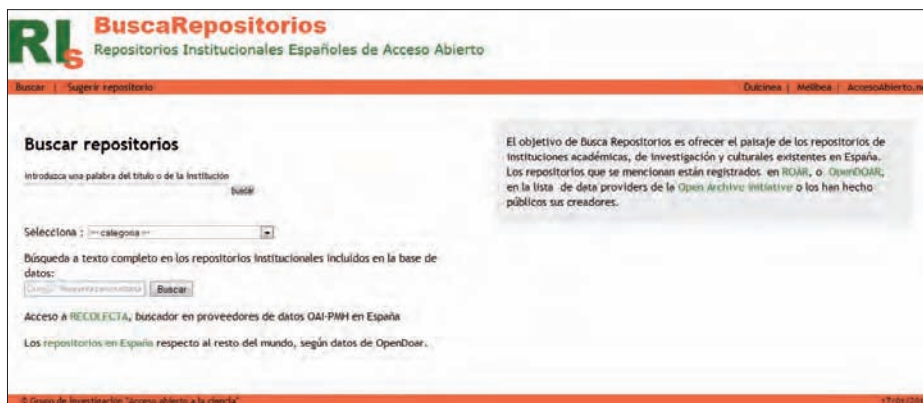 RIs
BuscaRepositorios
Repositorios Institucionales Españoles de Acceso Abierto
Buscar | Sugerir repositorio
Dulcinea | Melibea | AccesoAbierto.ne
Buscar repositorios
Introduzca una palabra del título o de la institución
buscar
Selecciona : -- categoria --
Búsqueda a texto completo en los repositorios institucionales incluidos en la base de
datos:
Buscar
Acceso a RECOLECTA, buscador en proveedores de datos OAI-PMH en España
Los repositorios en España respecto al resto del mundo, según datos de OpenDoar.
El objetivo de Busca Repositorios es ofrecer el paisaje de los repositorios de
instituciones académicas, de investigación y culturales existentes en España.
Los repositorios que se mencionan están registrados en ROAR, o OpenDOAR,
en la lista de data providers de la Open Archive Initiative o los han hecho
públicos sus creadores.
© Grupo de investigación "Acceso abierto a la ciencia"